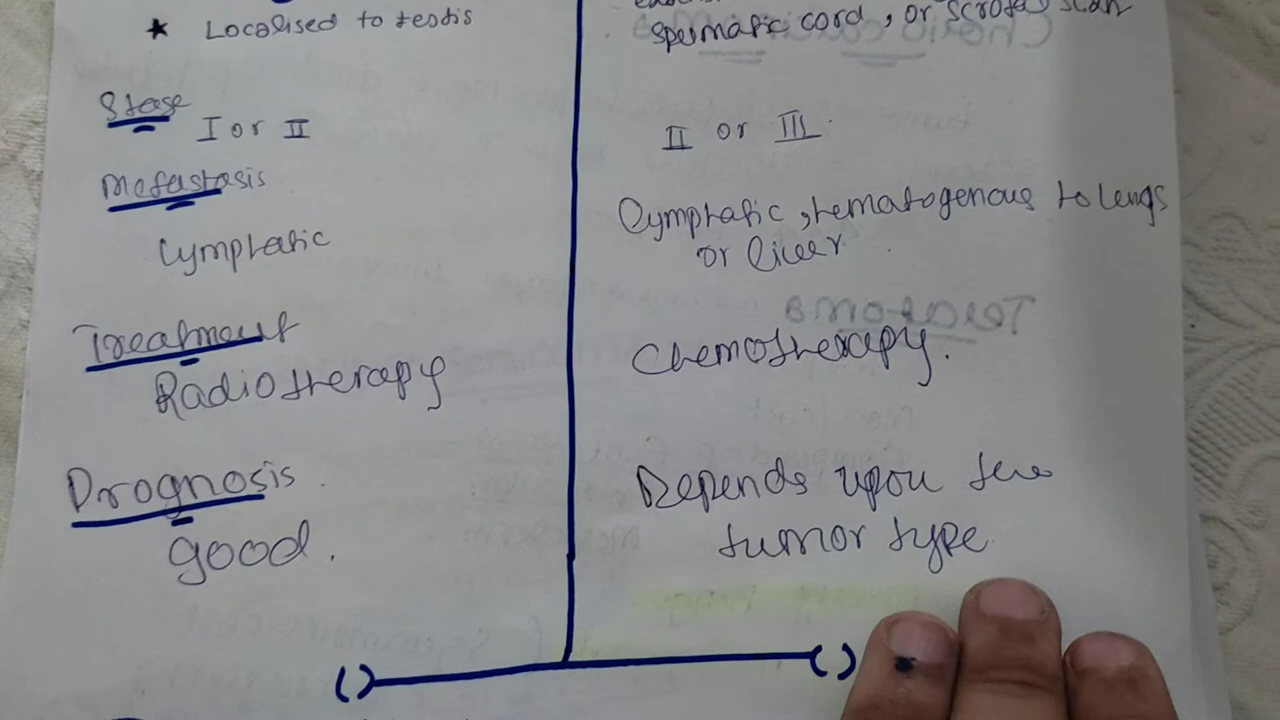 * Localised to testis
Stage
I or II
Metastasis
Lymphatic
Treatment
Radiotherapy
Prognosis
good.
spermatic cord, or scrotal scan
II or III
Lymphatic, hematogenous to lungs
or liver
Chemotherapy.
Depends upon the
tumor type